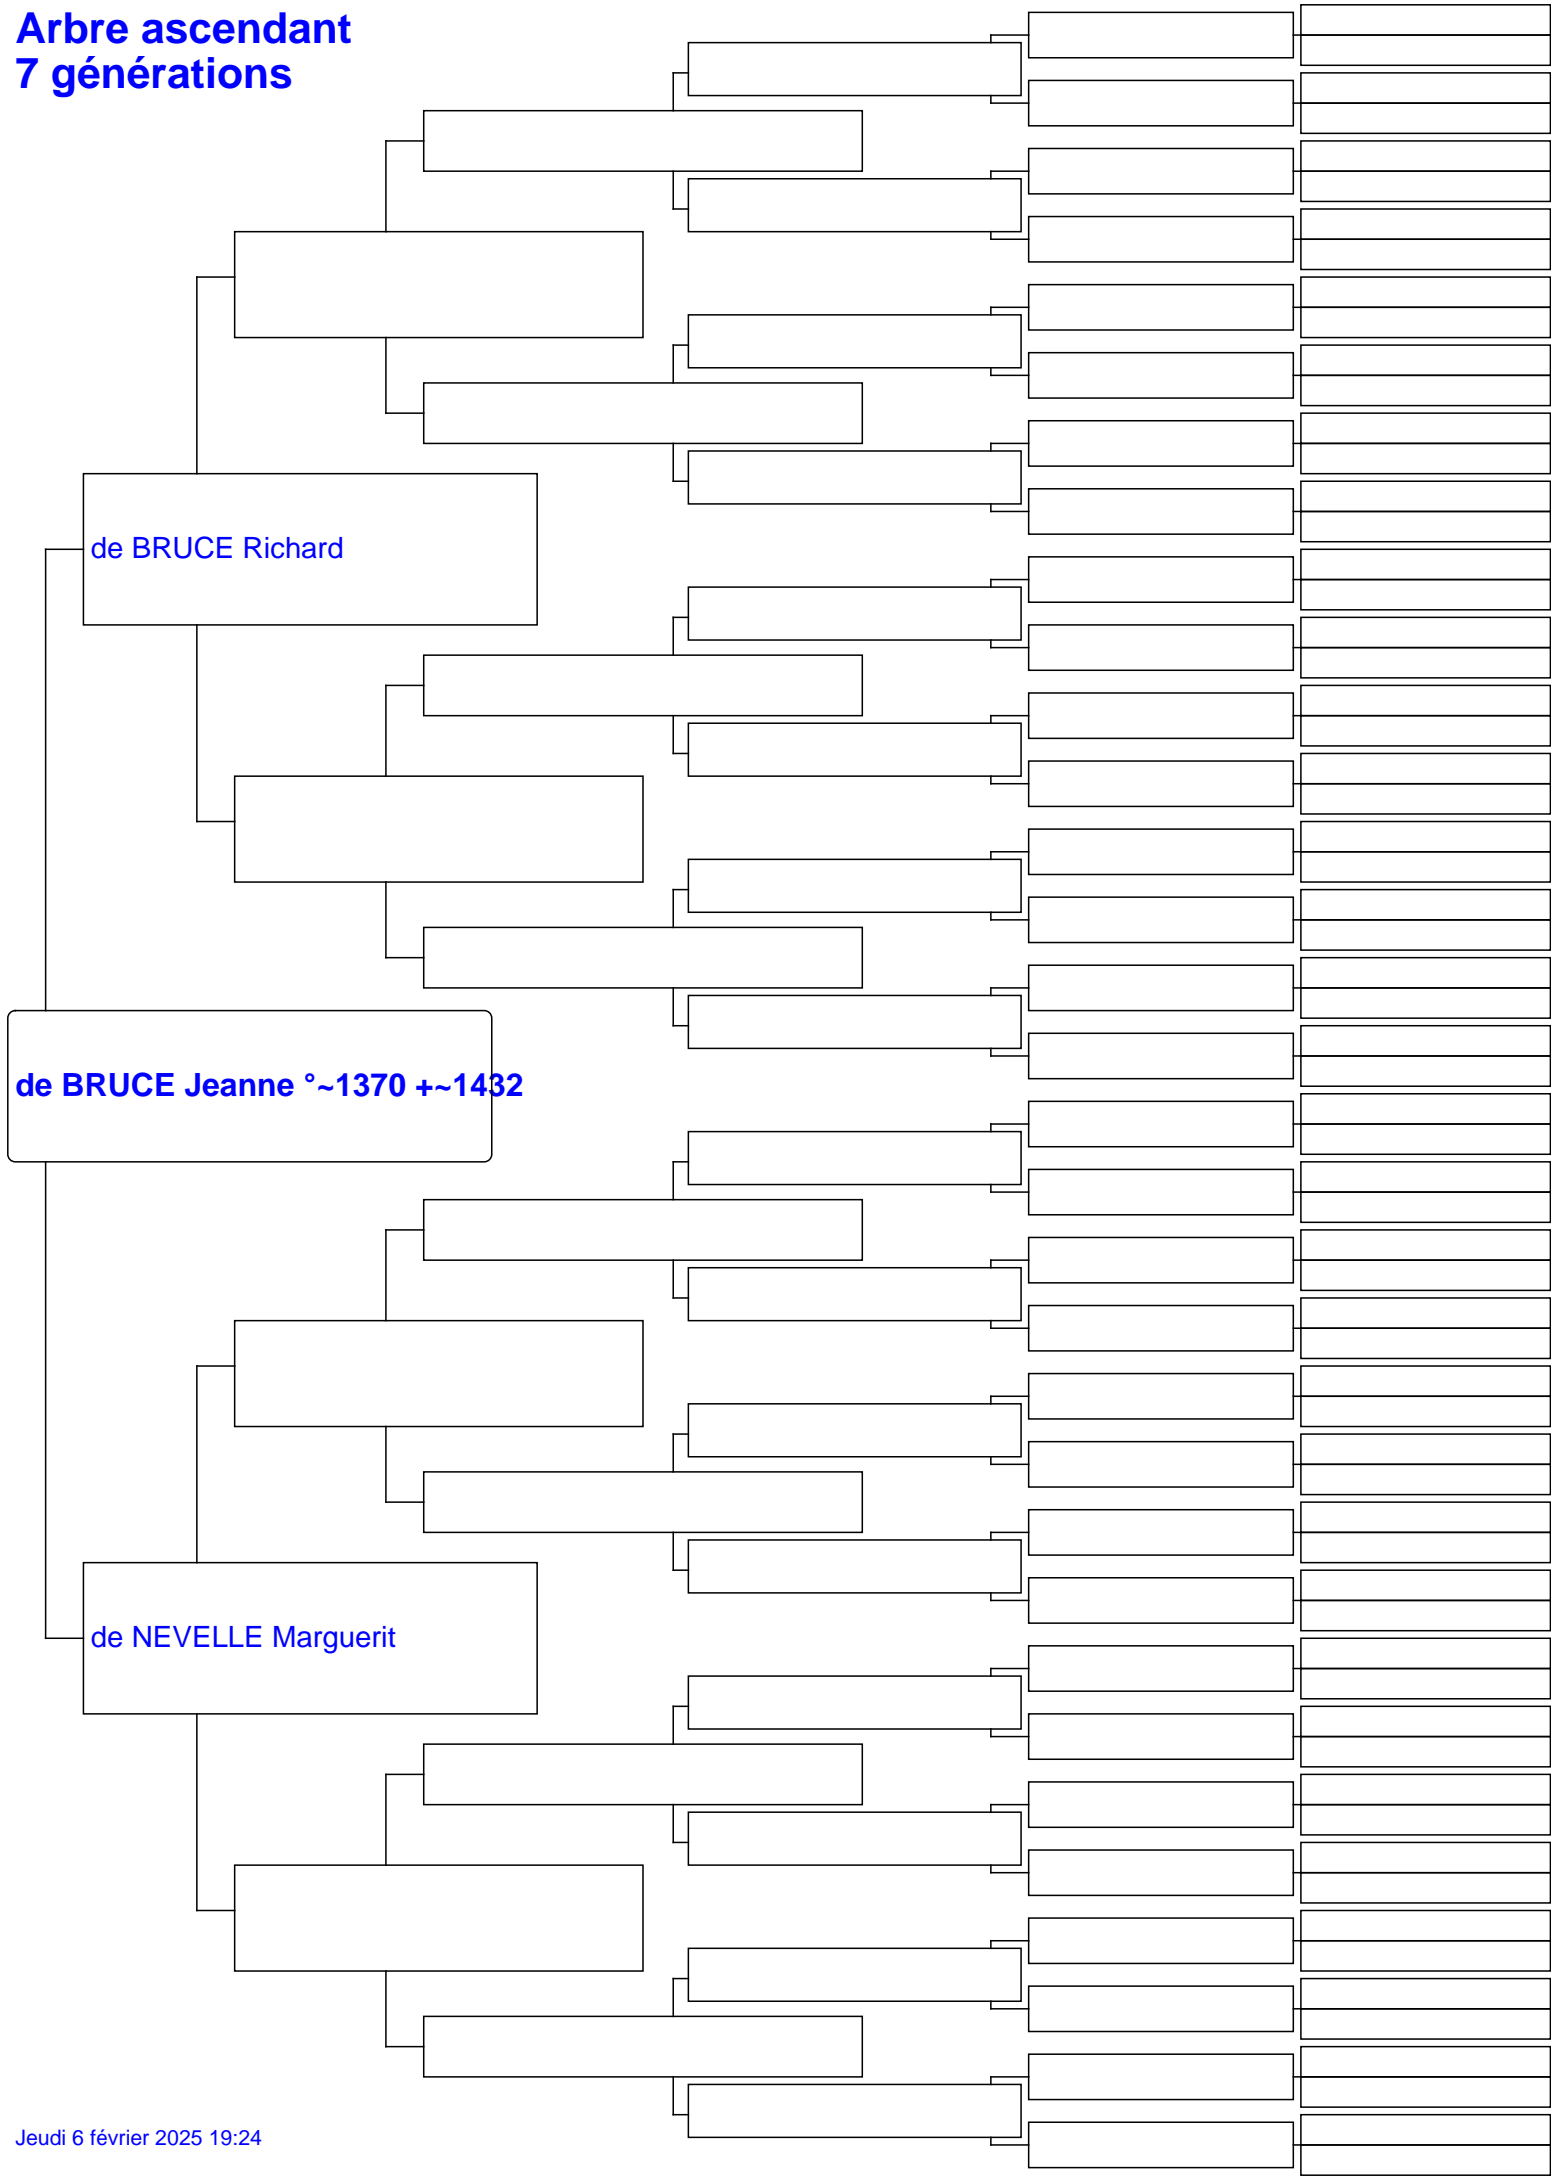 Arbre ascendant
7 générations
de BRUCE Richard
de BRUCE Jeanne °~1370 +~1432
de NEVELLE Marguerit
Jeudi 6 février 2025 19:24